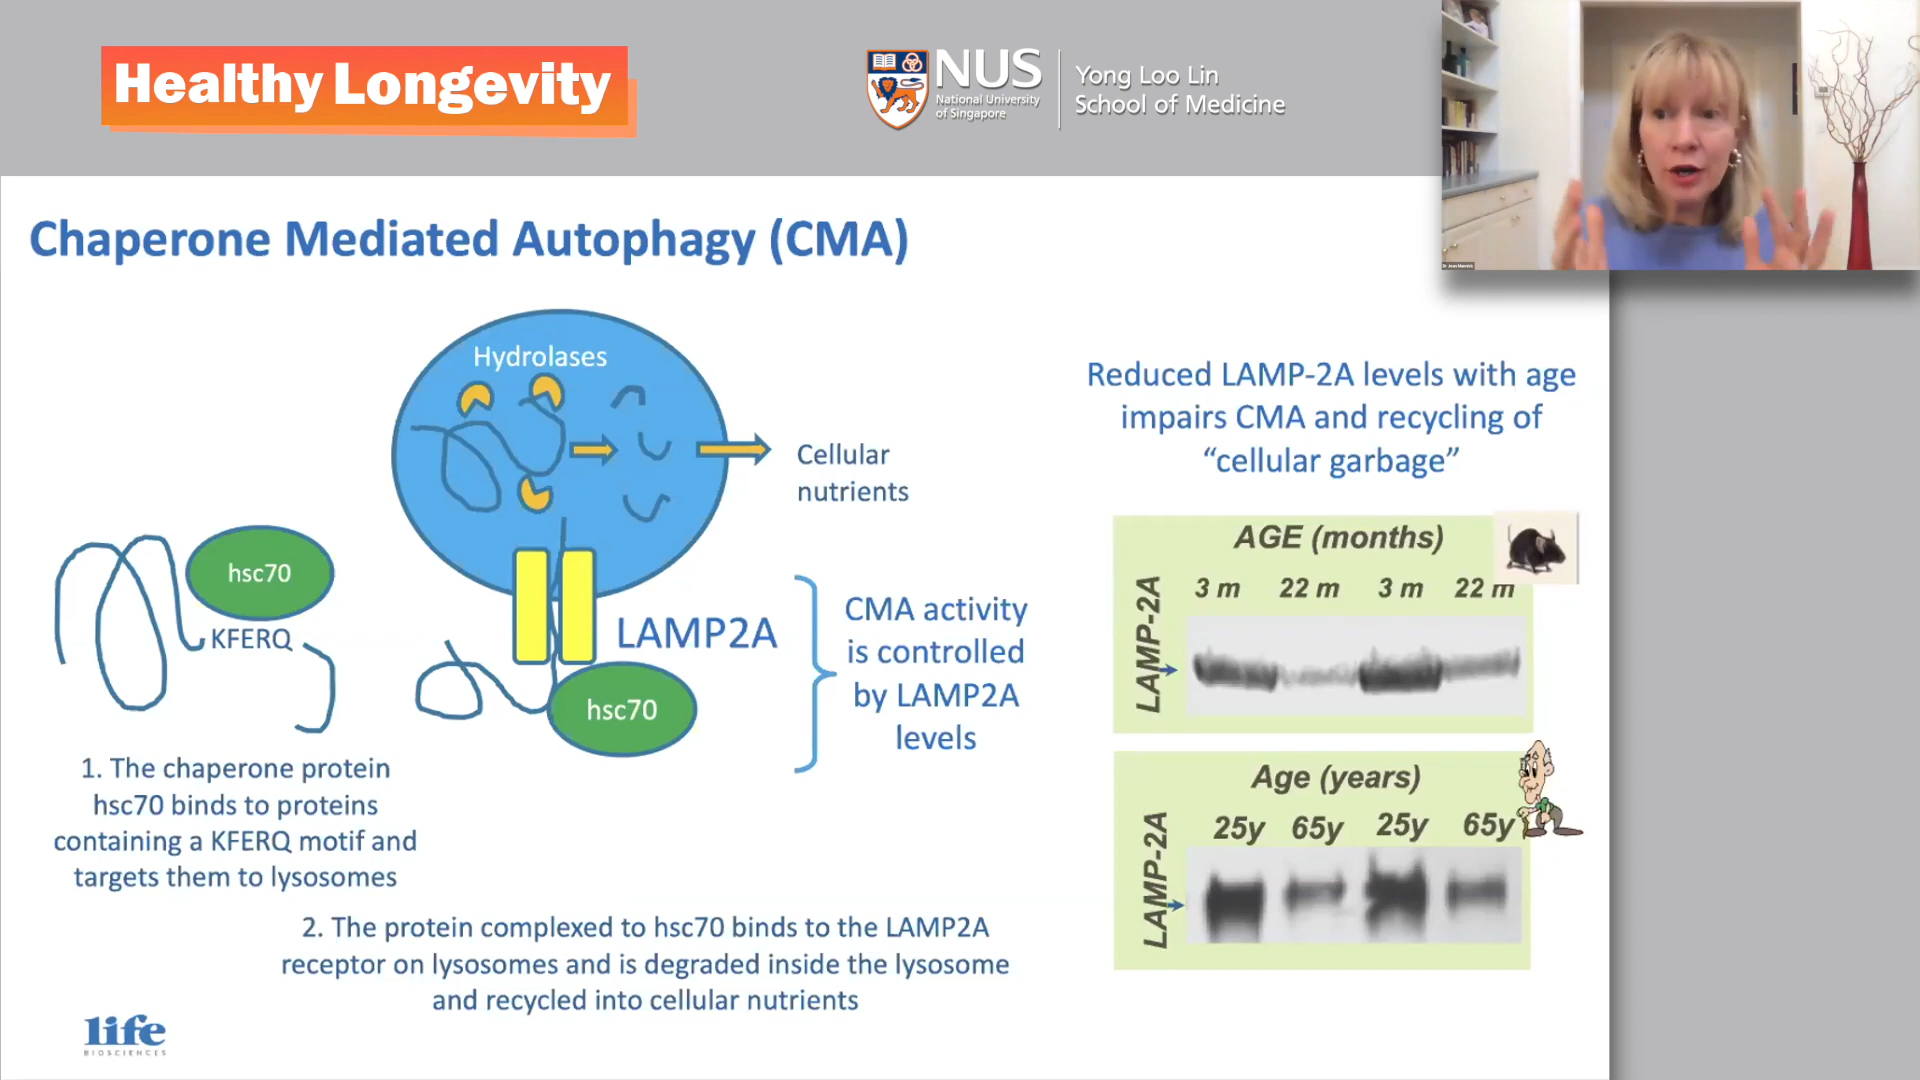 Healthy Longevity
NUS
National University
of Singapore
Yong Loo Lin
School of Medicine
Dr Joan Mannick
Chaperone Mediated Autophagy (CMA)
Hydrolases
Cellular
nutrients
hsc70
KFERQ
LAMP2A
hsc70
CMA activity
is controlled
by LAMP2A
levels
1. The chaperone protein
hsc70 binds to proteins
containing a KFERQ motif and
targets them to lysosomes
2. The protein complexed to hsc70 binds to the LAMP2A
receptor on lysosomes and is degraded inside the lysosome
and recycled into cellular nutrients
Reduced LAMP-2A levels with age
impairs CMA and recycling of
“cellular garbage”
AGE (months)
3 m 22 m 3 m 22 m
LAMP-2A
Age (years)
25y 65y 25y 65y
LAMP-2A
life
BIOSCIENCES